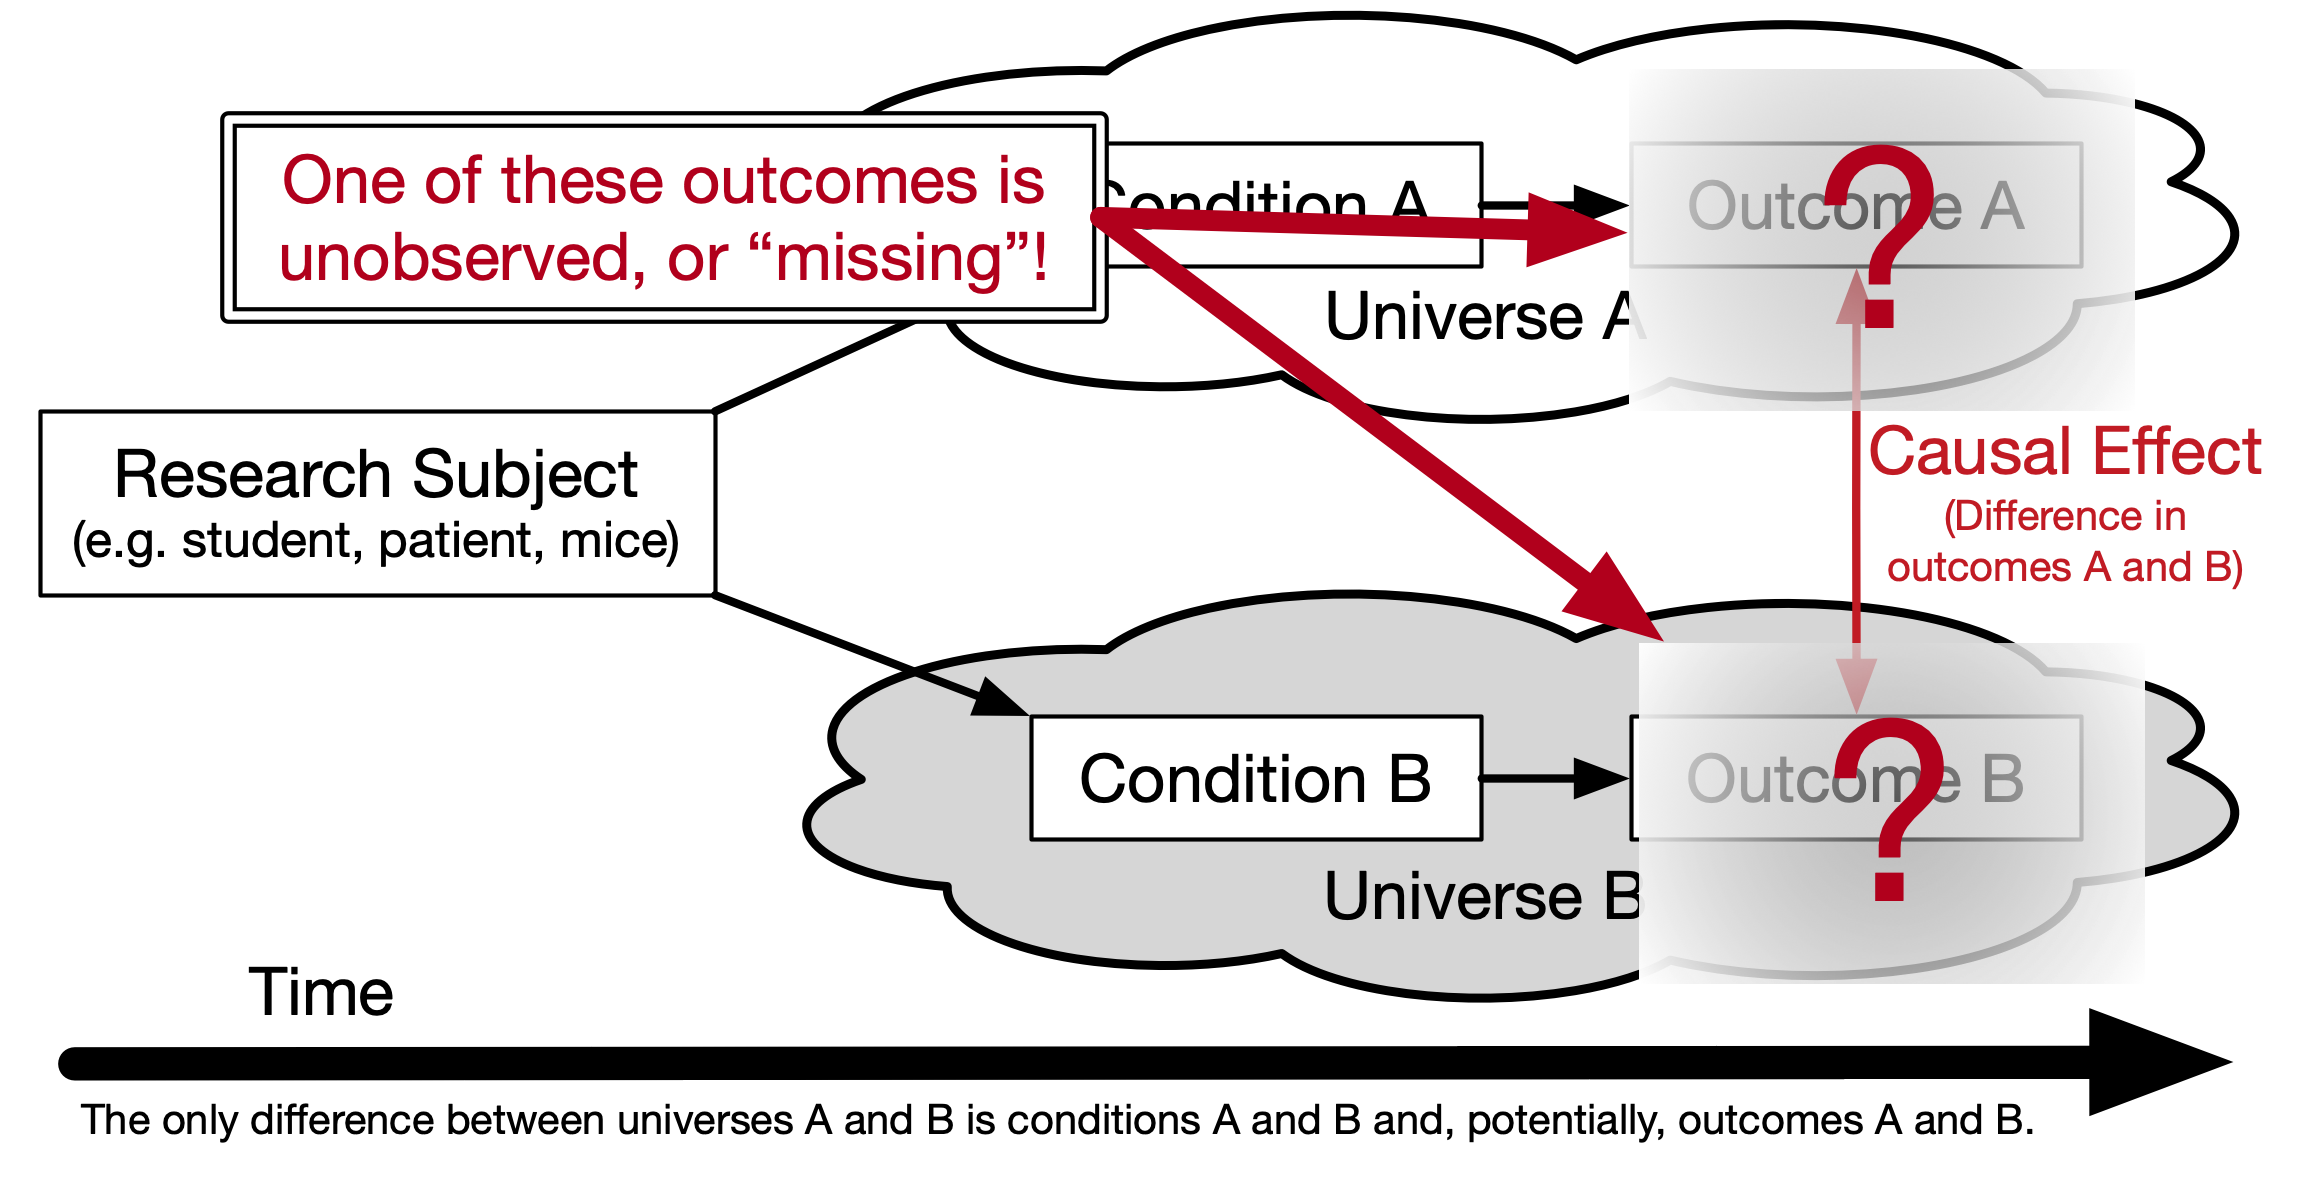 One of these outcomes is
unobserved, or “missing”!
Condition A
Outcome A
?
Universe A
Research Subject
(e.g. student, patient, mice)
Causal Effect
(Difference in
outcomes A and B)
Condition B
Outcome B
?
Universe B
Time
The only difference between universes A and B is conditions A and B and, potentially, outcomes A and B.